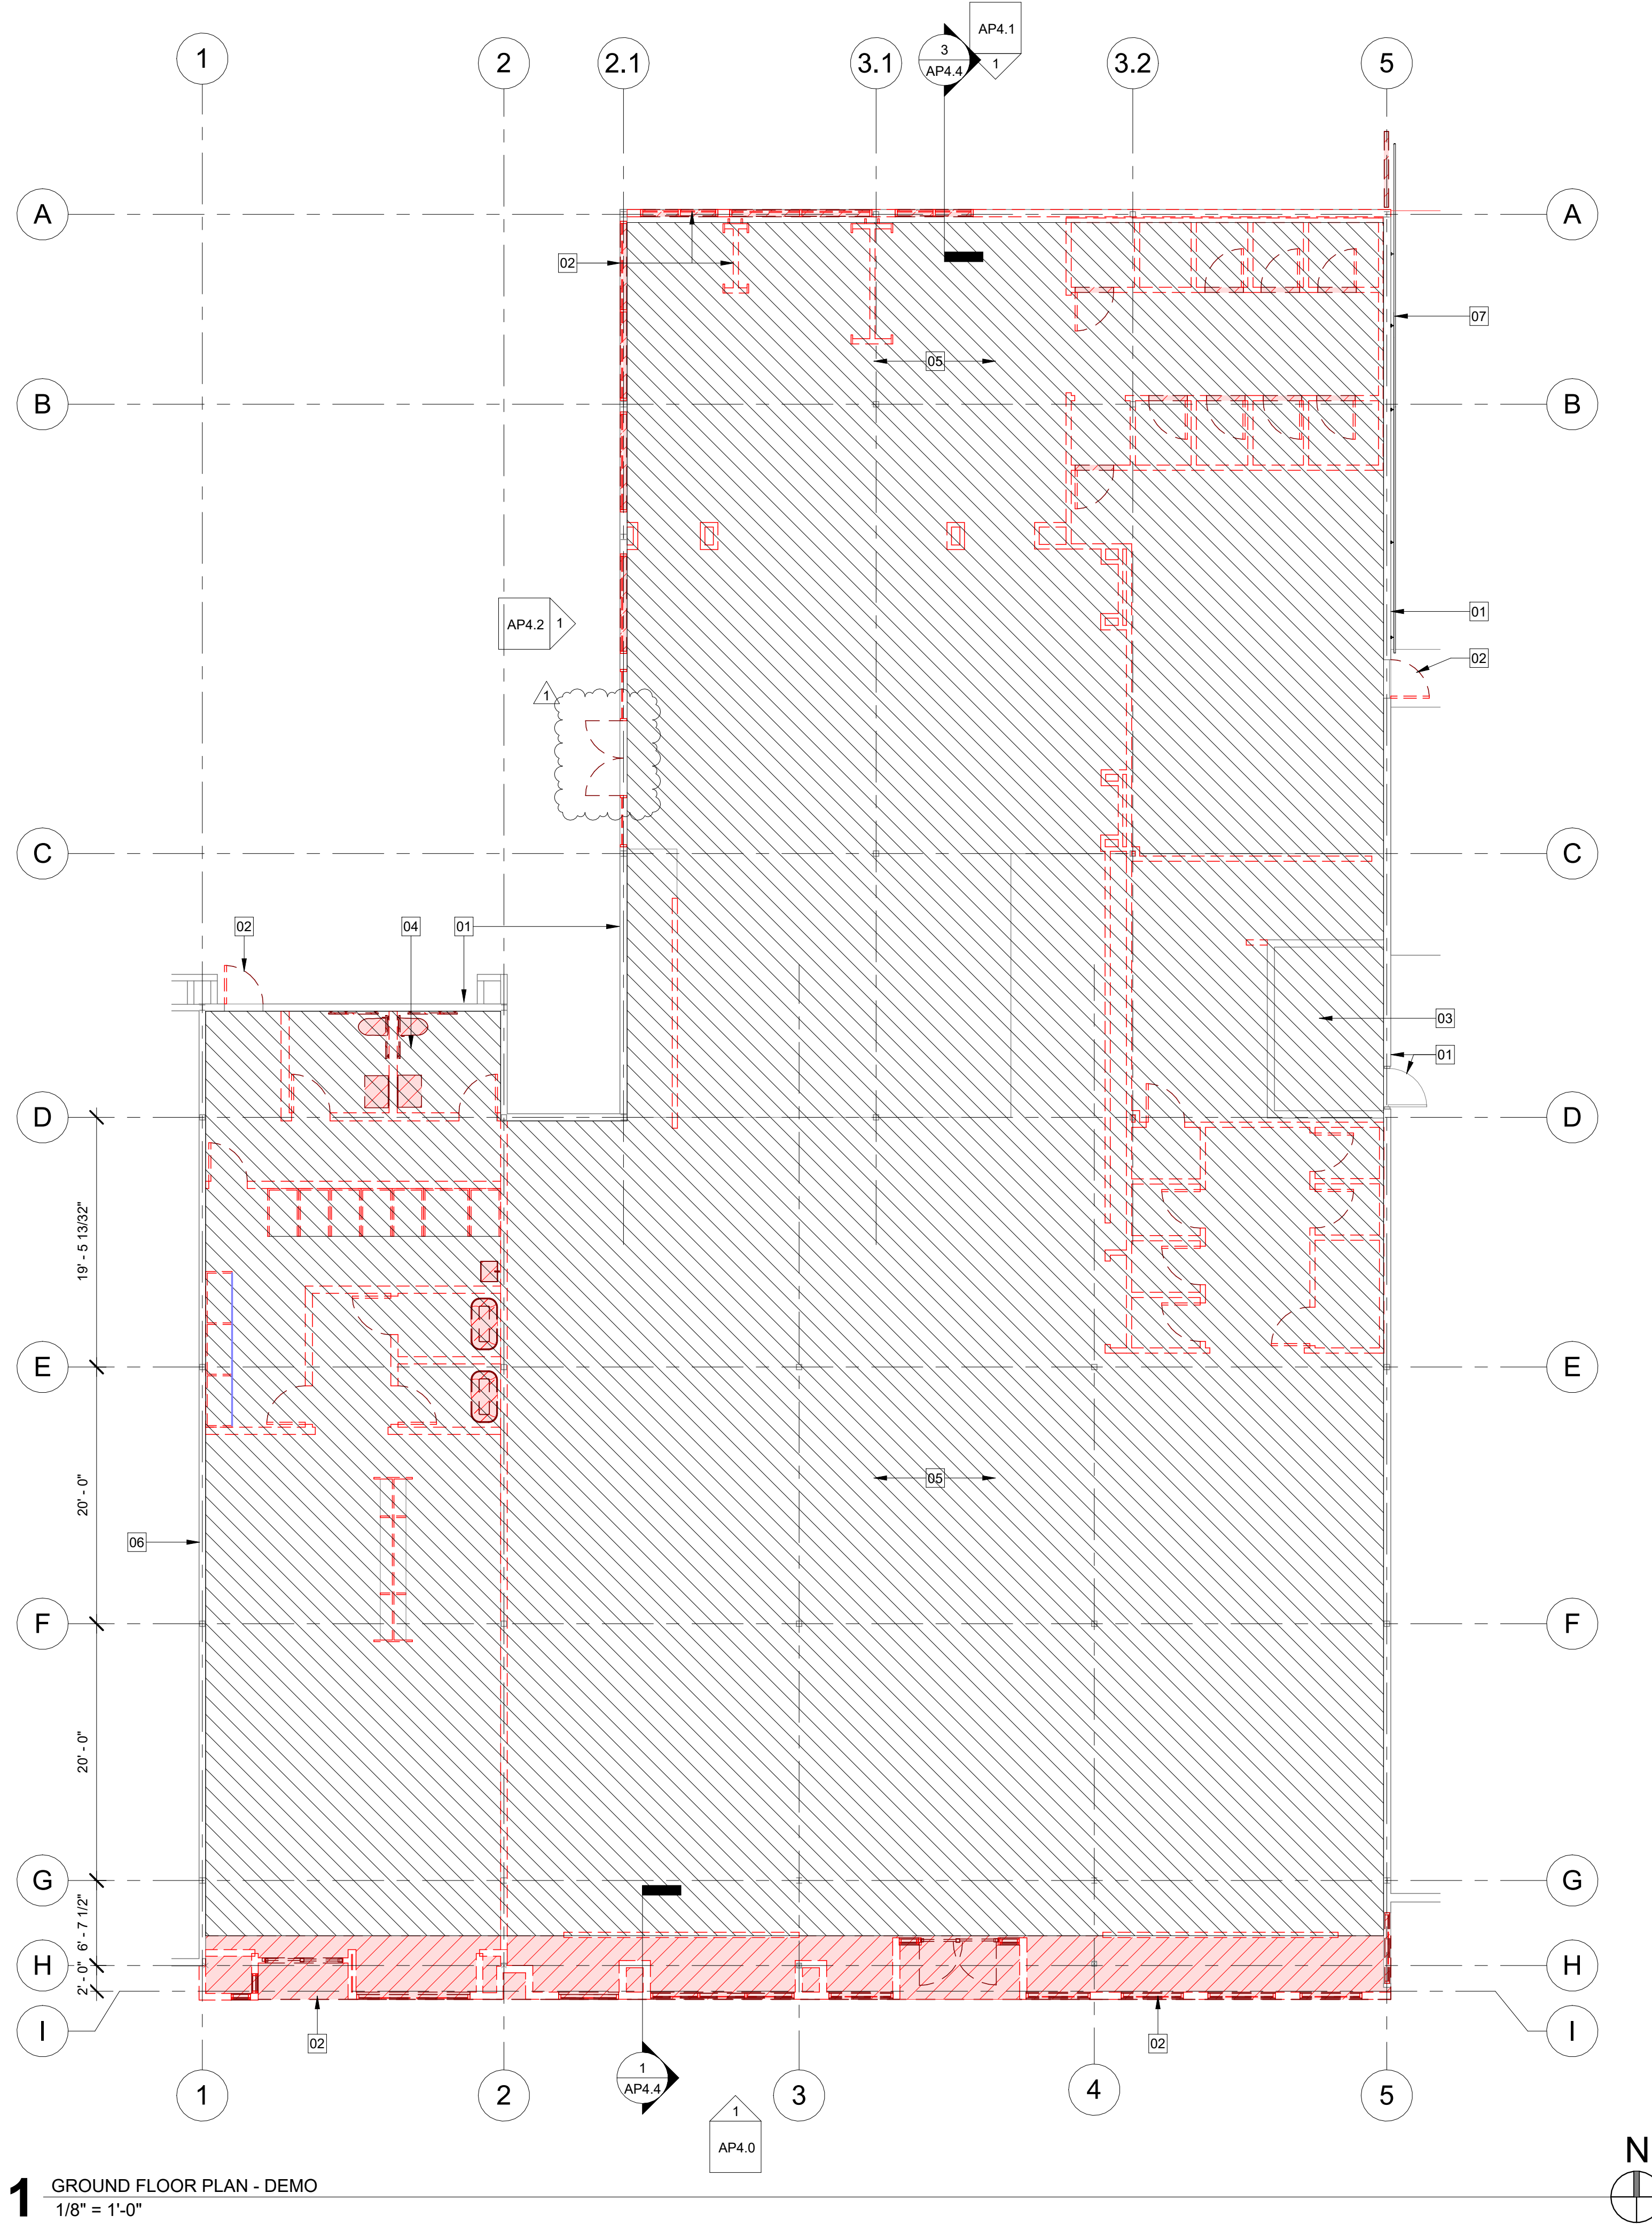 AP4.1
1
3
AP4.4
1
2
2.1
3.1
3.2
5
A
A
02
07
05
B
B
AP4.2
1
01
02
1
C
C
02
04
01
03
01
D
D
19' - 5 13/32"
E
E
20' - 0"
05
06
F
F
20' - 0"
G
G
6' - 7 1/2"
H
H
2' - 0"
I
I
02
02
1
AP4.4
1
2
3
4
5
1
AP4.0
N
1
GROUND FLOOR PLAN - DEMO
1/8" = 1'-0"